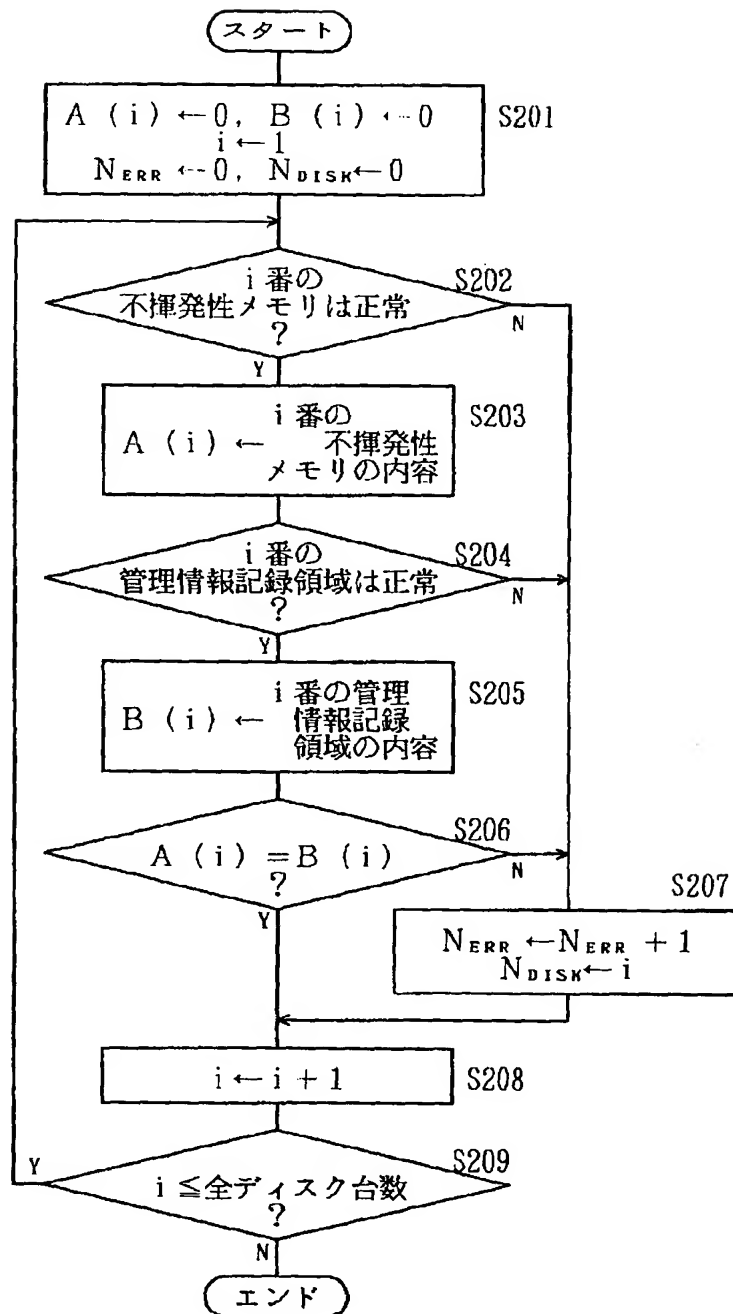 スタート
A (i) ←0, B (i) ←0
i←1
NERR ←0, NDISK←0
S201
i 番の
不揮発性メモリは正常
?
S202
N
Y
i 番の
A (i) ← 不揮発性
メモリの内容
S203
i 番の
管理情報記録領域は正常
?
S204
N
Y
i 番の管理
B (i) ← 情報記録
領域の内容
S205
A (i) =B (i)
?
S206
N
Y
S207
NERR ←NERR +1
NDISK←i
i←i+1
S208
i≦全ディスク台数
?
S209
Y
N
エンド